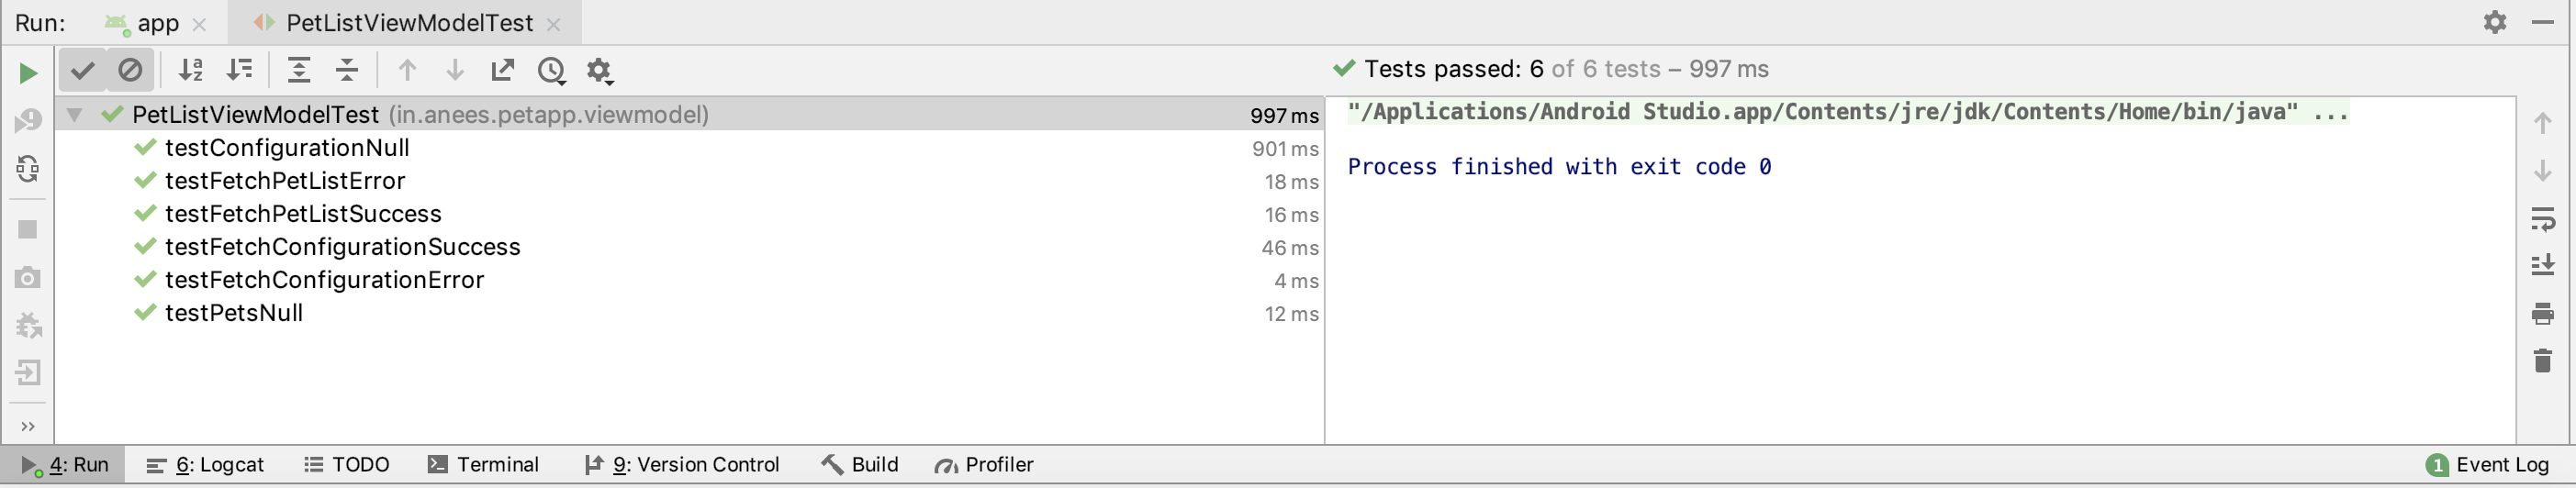 Run: app PetListViewModelTest
Tests passed: 6 of 6 tests – 997 ms
PetListViewModelTest (in.anees.petapp.viewmodel) 997 ms
testConfigurationNull 901 ms
testFetchPetListError 18 ms
testFetchPetListSuccess 16 ms
testFetchConfigurationSuccess 46 ms
testFetchConfigurationError 4 ms
testPetsNull 12 ms
"/Applications/Android Studio.app/Contents/jre/jdk/Contents/Home/bin/java" ...
Process finished with exit code 0
4: Run 6: Logcat TODO Terminal 9: Version Control Build Profiler 1 Event Log